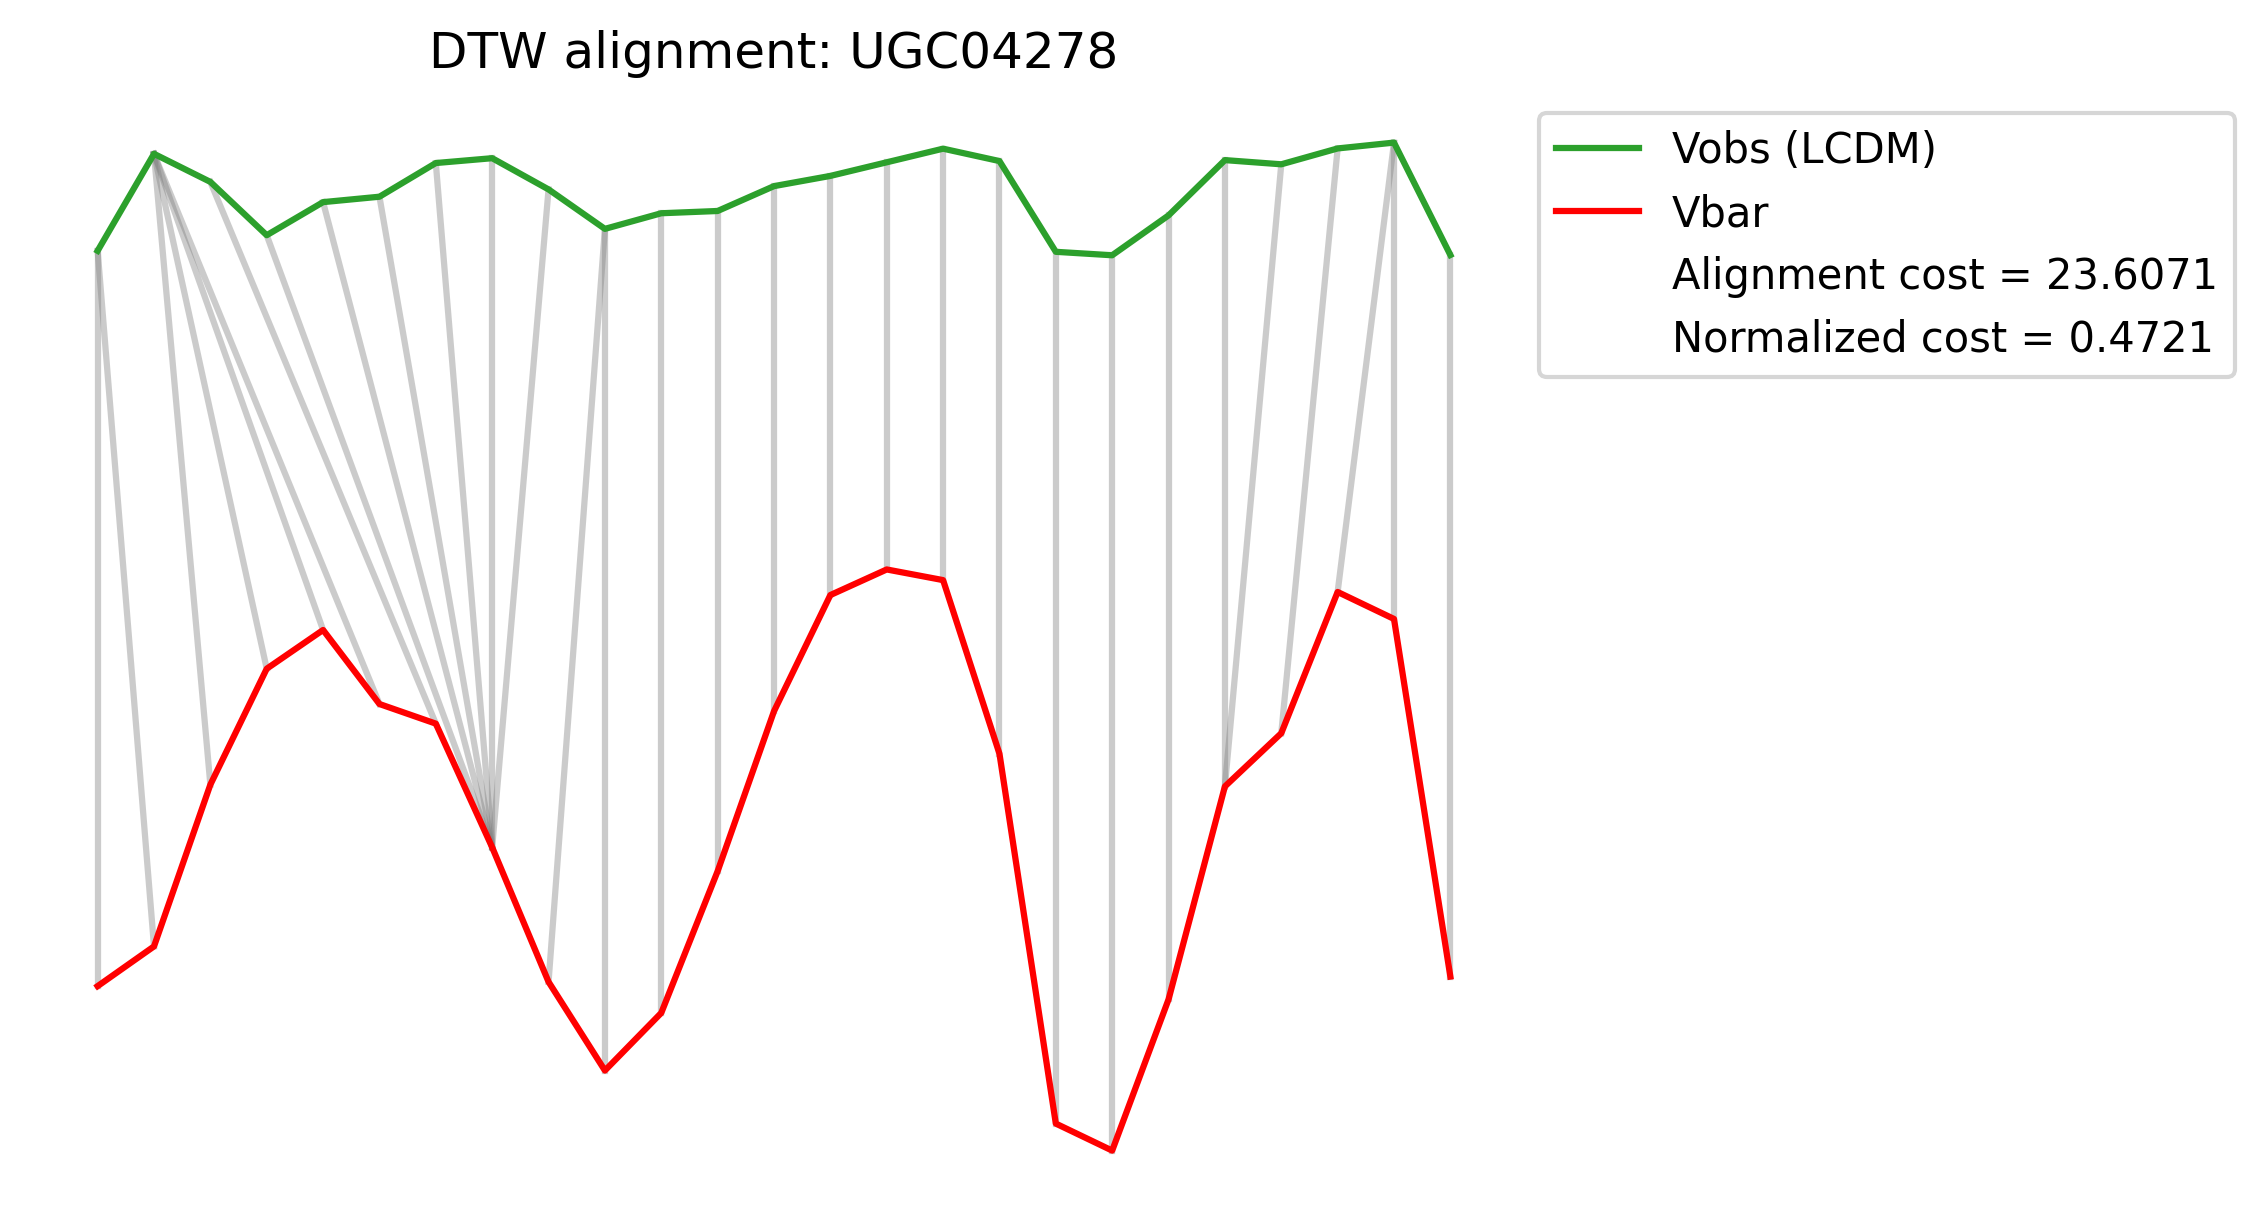 DTW alignment: UGC04278
Vobs (LCDM)
Vbar
Alignment cost = 23.6071
Normalized cost = 0.4721